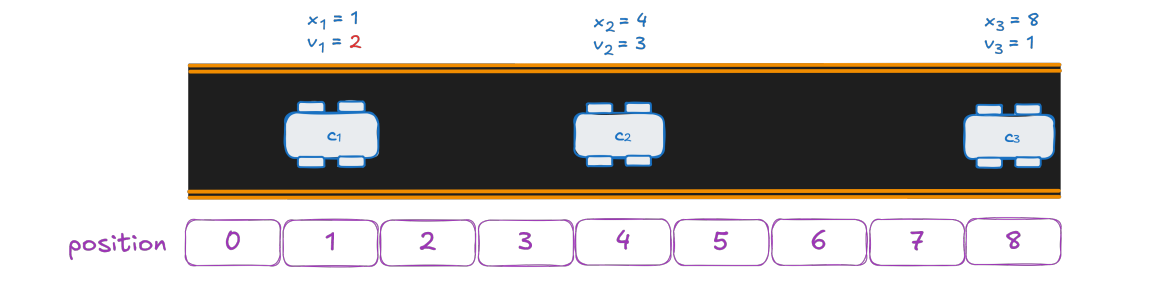 x₁ = 1 x₂ = 4 x₃ = 8
v₁ = 2 v₂ = 3 v₃ = 1
c₁ c₂ c₃
position 0 1 2 3 4 5 6 7 8